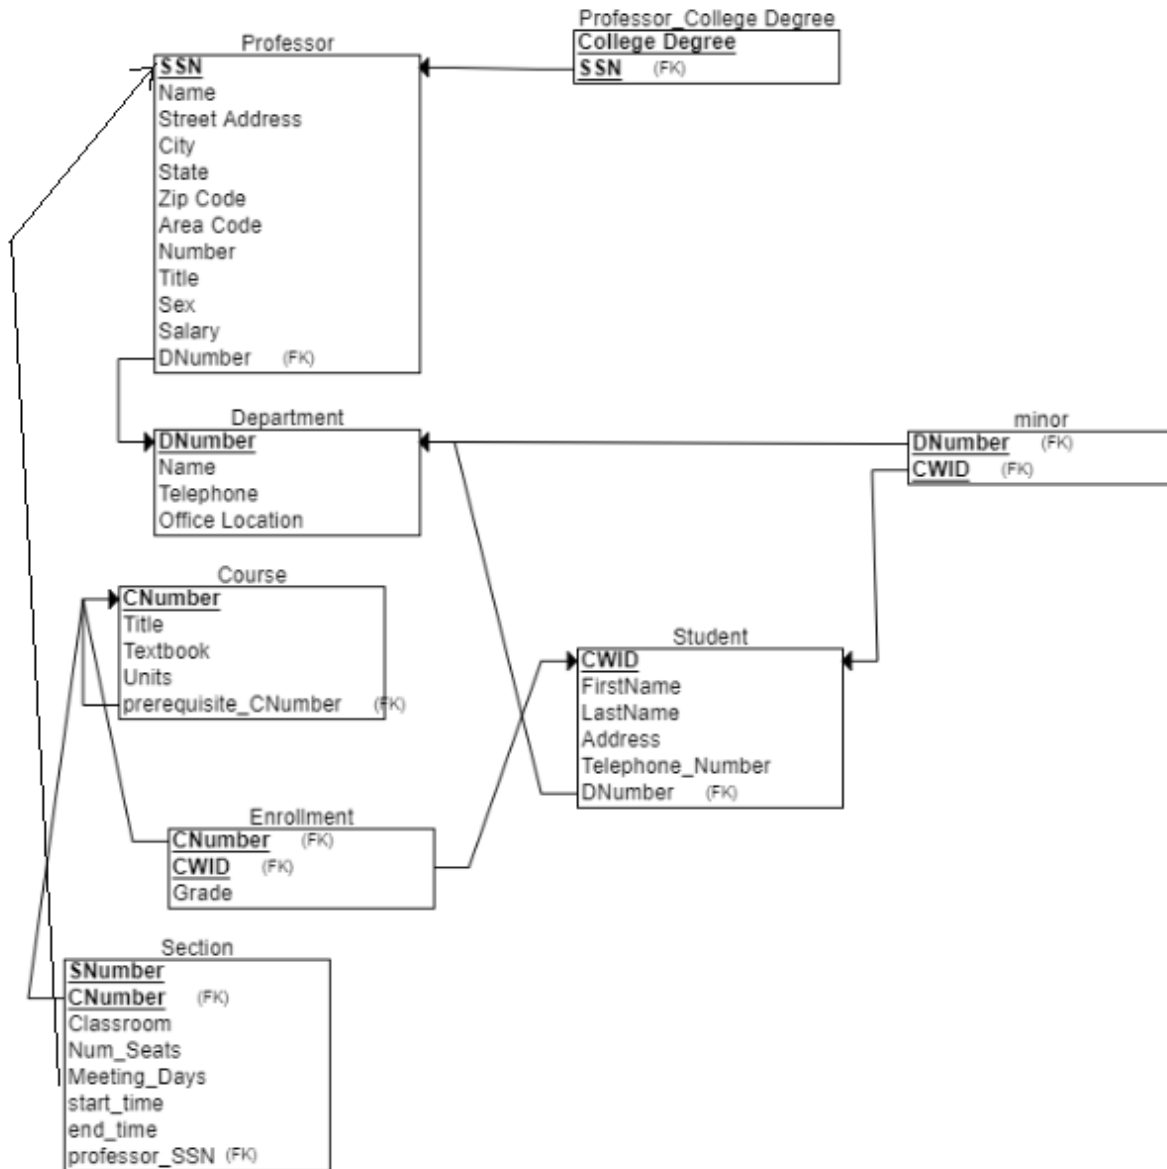 Professor_College Degree
College Degree
SSN (FK)
Professor
SSN
Name
Street Address
City
State
Zip Code
Area Code
Number
Title
Sex
Salary
DNumber (FK)
Department
DNumber
Name
Telephone
Office Location
minor
DNumber (FK)
CWID (FK)
Course
CNumber
Title
Textbook
Units
prerequisite_CNumber (FK)
Student
CWID
FirstName
LastName
Address
Telephone_Number
DNumber (FK)
Enrollment
CNumber (FK)
CWID (FK)
Grade
Section
SNumber
CNumber (FK)
Classroom
Num_Seats
Meeting_Days
start_time
end_time
professor_SSN (FK)